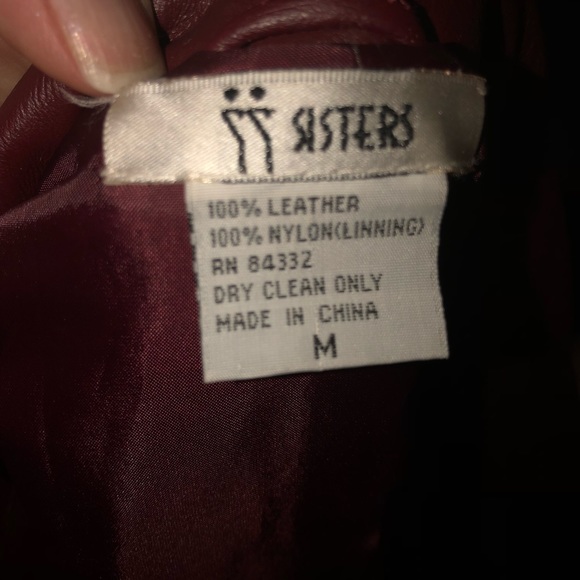 SISTERS
100% LEATHER
100% NYLON(LINNING)
RN 84332
DRY CLEAN ONLY
MADE IN CHINA
M